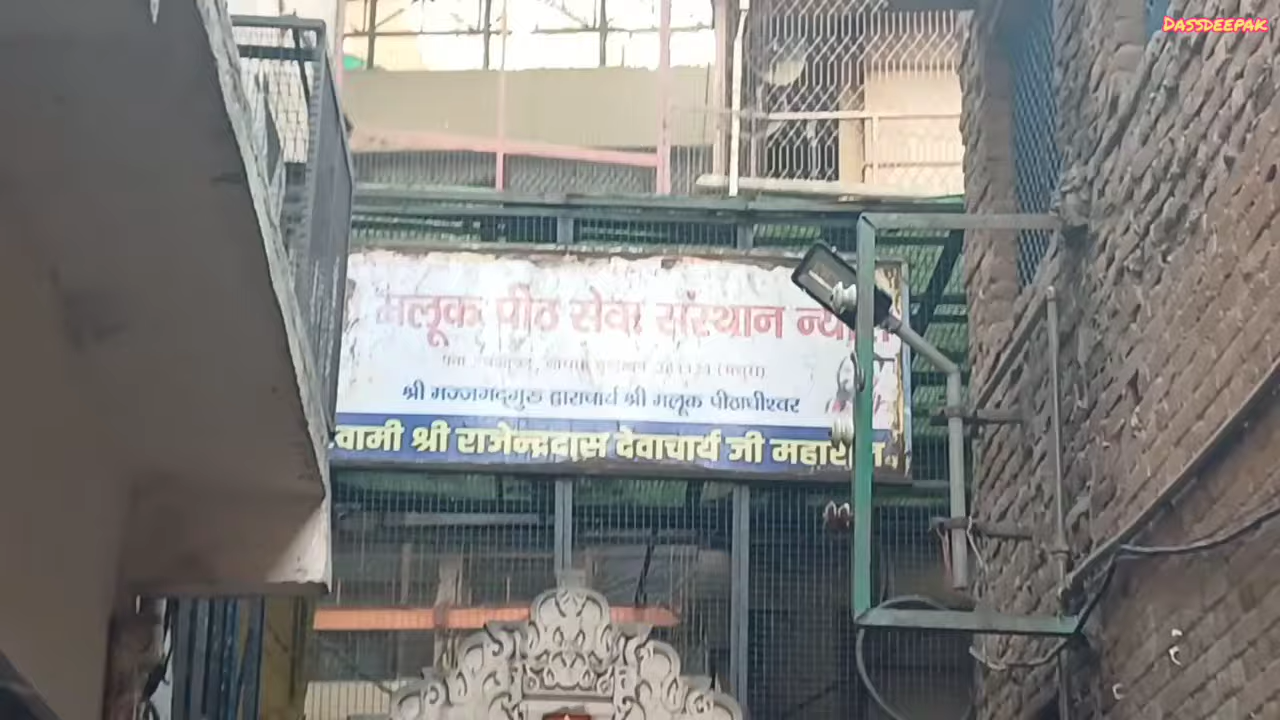 DASSDEEPAK
मलूक पीठ सेवा संस्थान
श्री मज्जगद्गुरु द्वाराचार्य श्री मलूक पीठाधीश्वर
स्वामी श्री राजेन्द्रदास देवाचार्य जी महाराज